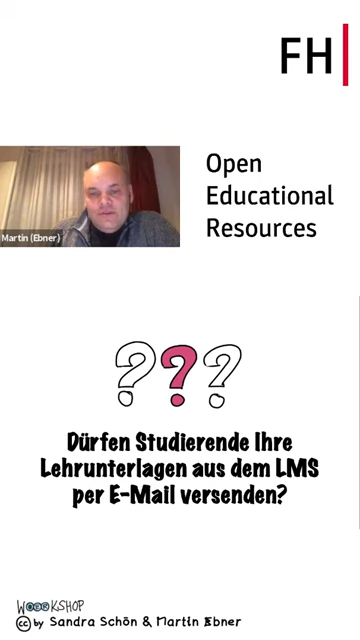 FH
Open
Educational
Resources
Martin (Ebner)
???
Dürfen Studierende Ihre
Lehrunterlagen aus dem LMS
per E-Mail versenden?
WOERKSHOP
cc by Sandra Schön & Martin Ebner